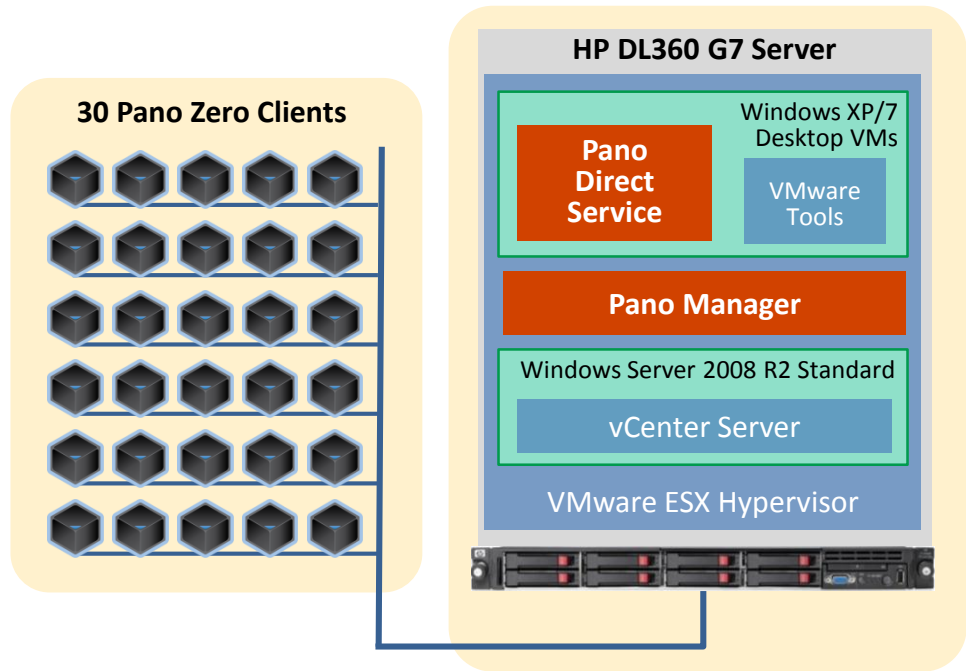 30 Pano Zero Clients
HP DL360 G7 Server
Windows XP/7
Desktop VMs
Pano
Direct
Service
VMware
Tools
Pano Manager
Windows Server 2008 R2 Standard
vCenter Server
VMware ESX Hypervisor